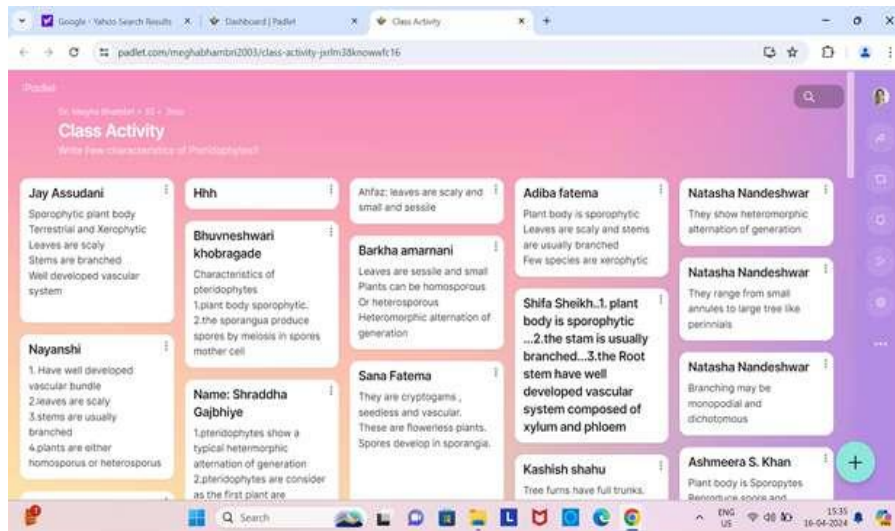 Google - Yahoo Search Results
Dashboard | Padlet
Class Activity
Padlet
Class Activity
Write Few characteristics of Pteridophytes?
Jay Assudani
Sporophytic plant body
Terrestrial and Xerophytic
Leaves are scaly
Stems are branched
Well developed vascular
system
Nayanshi
1. Have well developed
vascular bundle
2.leaves are scaly
3.stems are usually
branched
4.plants are either
homosporus or heterosporus
Hhh
Bhuvneshwari
khobragade
Characteristics of
pteridophytes
1.plant body sporophytic.
2.the sporangua produce
spores by meiosis in spores
mother cell
Name: Shraddha
Gajbhiye
1.pteridophytes show a
typical hetermorphic
alternation of generation
2.pteridophytes are consider
as the first plant are
Ahfaz: leaves are scaly and
small and sessile
Barkha amarnani
Leaves are sessile and small
Plants can be homosporous
Or heterosporous
Heteromorphic alternation of
generation
Sana Fatema
They are cryptogams ,
seedless and vascular.
These are flowerless plants.
Spores develop in sporangia.
Adiba fatema
Plant body is sporophytic
Leaves are scaly and stems
are usually branched
Few species are xerophytic
Shifa Sheikh..1. plant
body is sporophytic
...2.the stam is usually
branched...3.the Root
stem have well
developed vascular
system composed of
xylum and phloem
Kashish shahu
Tree furns have full trunks.
Natasha Nandeshwar
They show heteromorphic
alternation of generation
Natasha Nandeshwar
They range from small
annules to large tree like
perinnials
Natasha Nandeshwar
Branching may be
monopodial and
dichotomous
Ashmeera S. Khan
Plant body is Sporopytes
Reproduce spore and
Search
ENG
US
15:35
16-04-2024